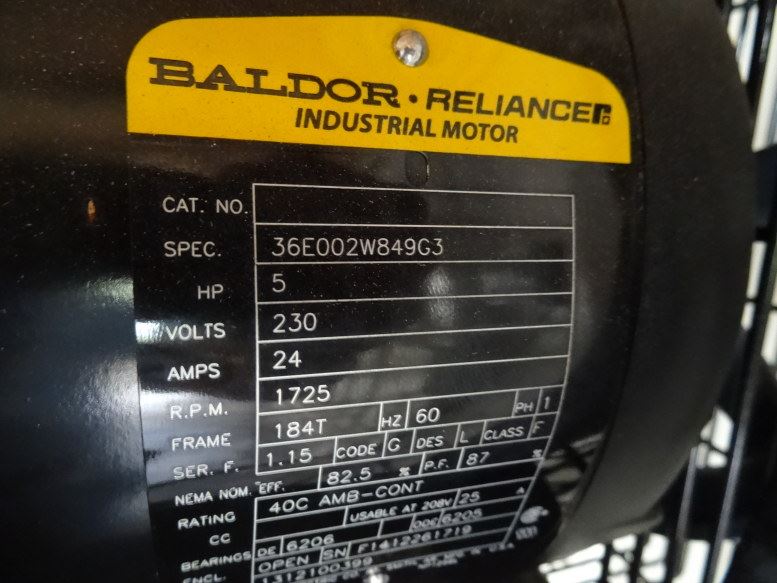 BALDOR · RELIANCE
INDUSTRIAL MOTOR
CAT. NO.
SPEC. 36E002W849G3
HP 5
VOLTS 230
AMPS 24
R.P.M. 1725
FRAME 184T HZ 60 PH 1
SER. F. 1.15 CODE G DES L CLASS F
NEMA NOM. EFF. 82.5 % P.F. 87 %
RATING 40C AMB-CONT
CC USABLE AT 208V 25 A
BEARINGS DE 6206 ODE 6205
ENCL. OPEN SN F1412261719
1312100399